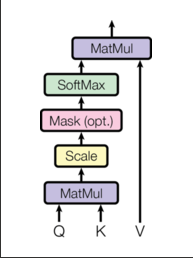 MatMul
SoftMax
Mask (opt.)
Scale
MatMul
Q K V